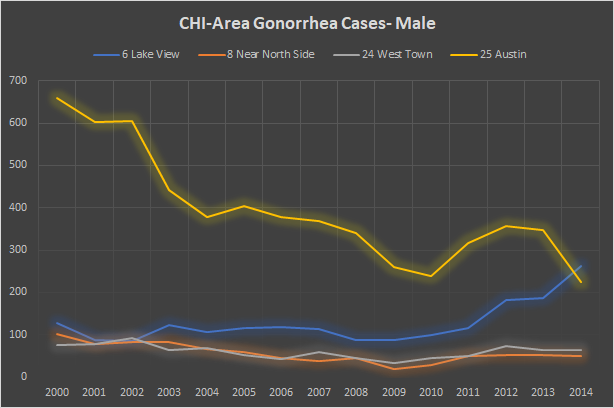 CHI-Area Gonorrhea Cases- Male
6 Lake View 8 Near North Side 24 West Town 25 Austin
700
600
500
400
300
200
100
0
2000 2001 2002 2003 2004 2005 2006 2007 2008 2009 2010 2011 2012 2013 2014